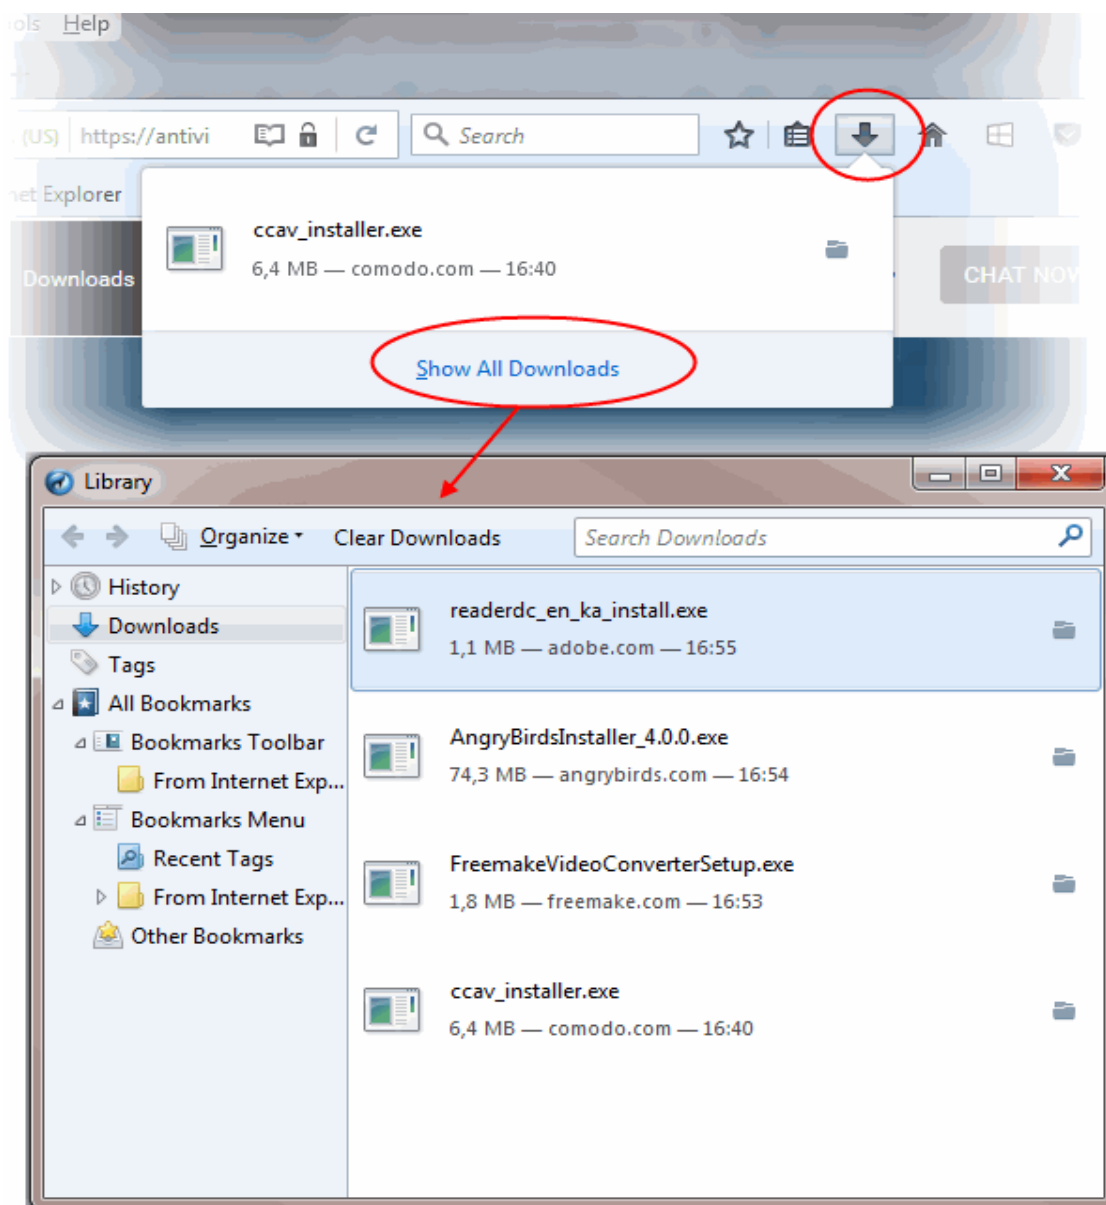 Help
(US) https://antivi
Search
net Explorer
ccav_installer.exe
6,4 MB — comodo.com — 16:40
Downloads
CHAT NOW
Show All Downloads
Library
Organize
Clear Downloads
Search Downloads
History
Downloads
Tags
All Bookmarks
Bookmarks Toolbar
From Internet Exp...
Bookmarks Menu
Recent Tags
From Internet Exp...
Other Bookmarks
readerdc_en_ka_install.exe
1,1 MB — adobe.com — 16:55
AngryBirdsInstaller_4.0.0.exe
74,3 MB — angrybirds.com — 16:54
FreemakeVideoConverterSetup.exe
1,8 MB — freemake.com — 16:53
ccav_installer.exe
6,4 MB — comodo.com — 16:40